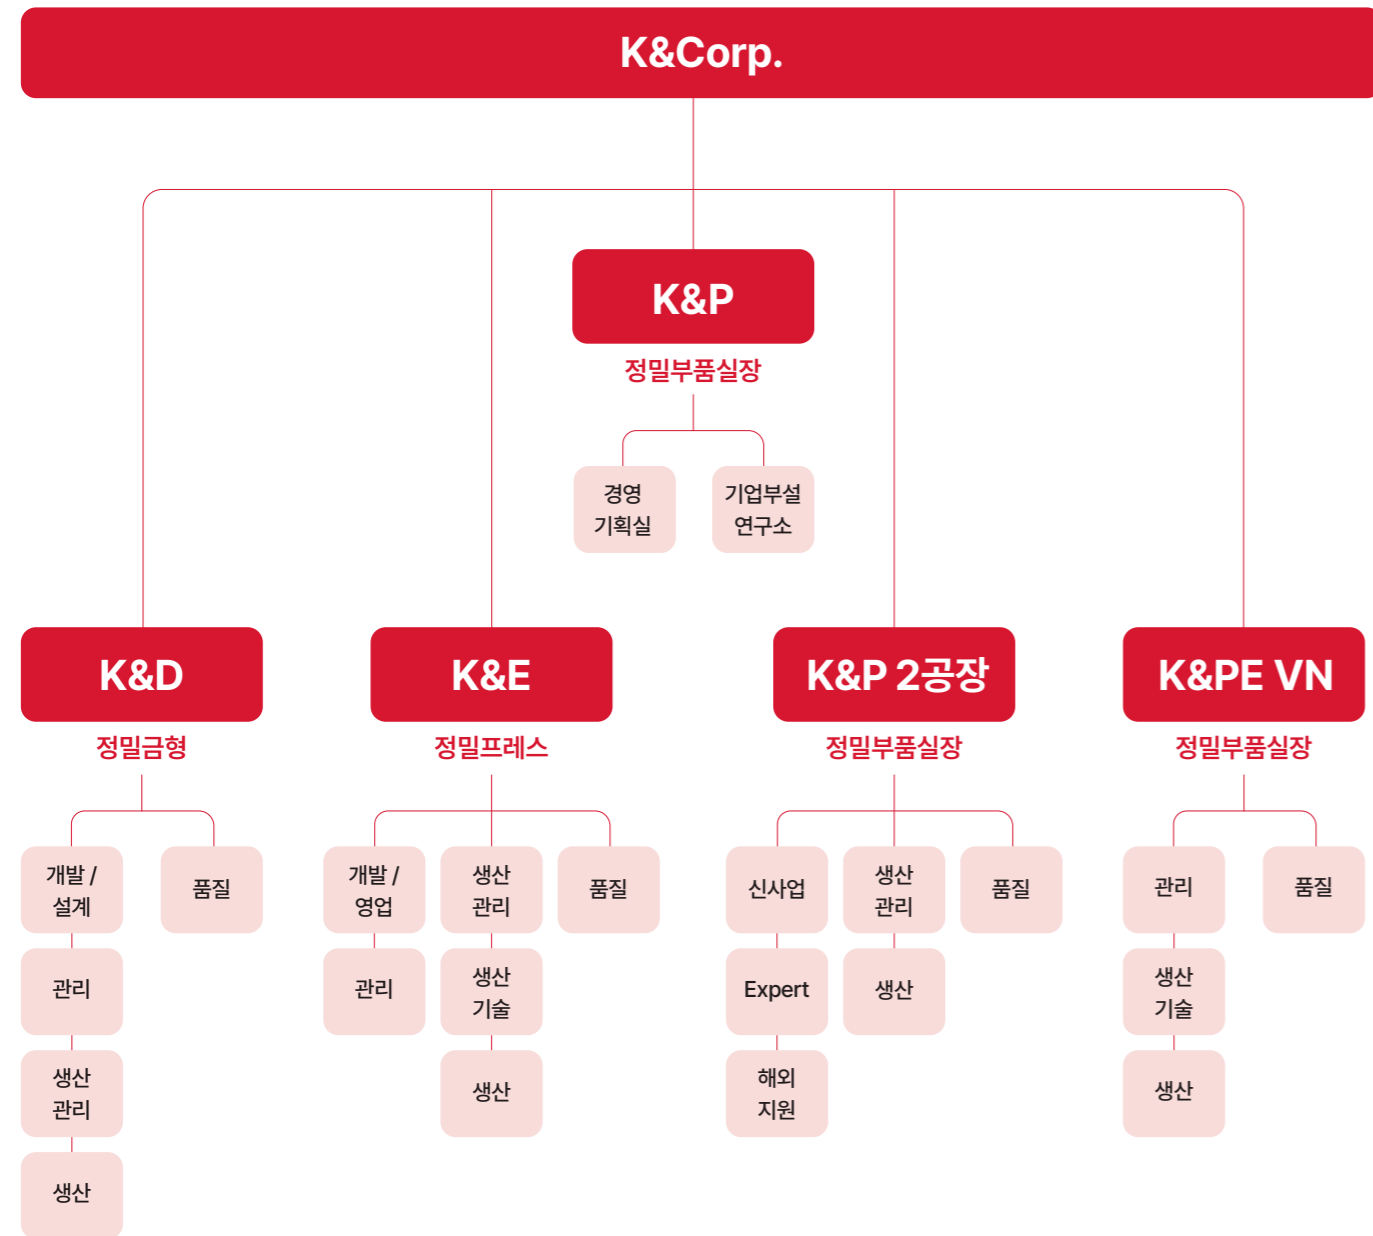 K&Corp.
K&P
정밀부품실장
경영
기획실
기업부설
연구소
K&D
정밀금형
개발 /
설계
관리
생산
관리
생산
품질
K&E
정밀프레스
개발 /
영업
관리
생산
관리
생산
기술
생산
품질
K&P 2공장
정밀부품실장
신사업
Expert
해외
지원
생산
관리
생산
품질
K&PE VN
정밀부품실장
관리
생산
기술
생산
품질